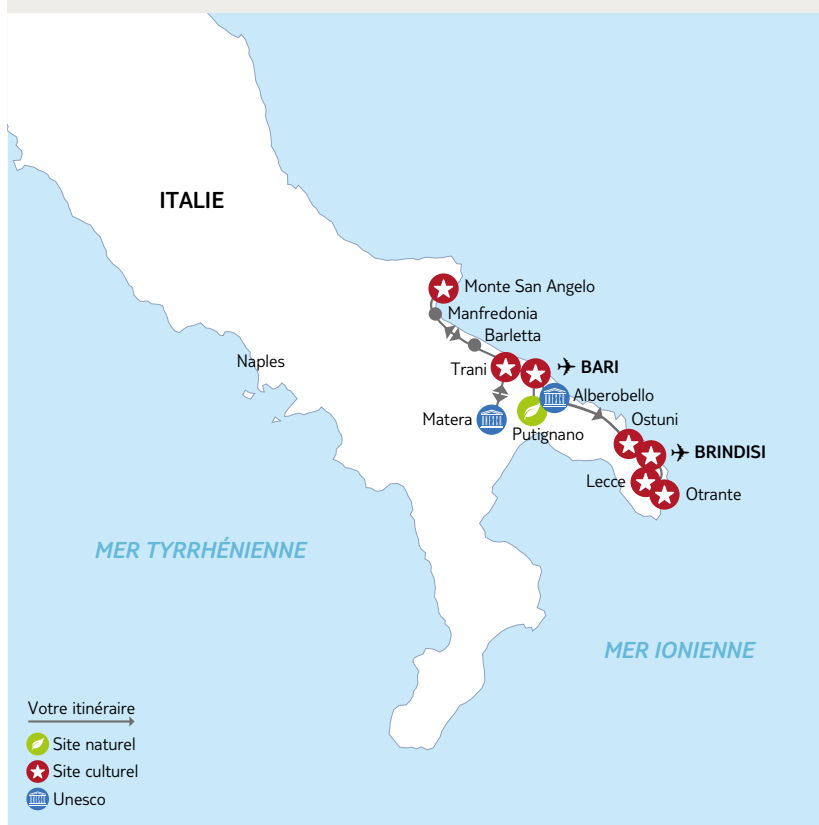 ITALIE
Monte San Angelo
Manfredonia
Barletta
Naples
Trani
BARI
Alberobello
Matera
Putignano
Ostuni
BRINDISI
Lecce
Otrante
MER TYRRHÉNIENNE
MER IONIENNE
Votre itinéraire
Site naturel
Site culturel
Unesco